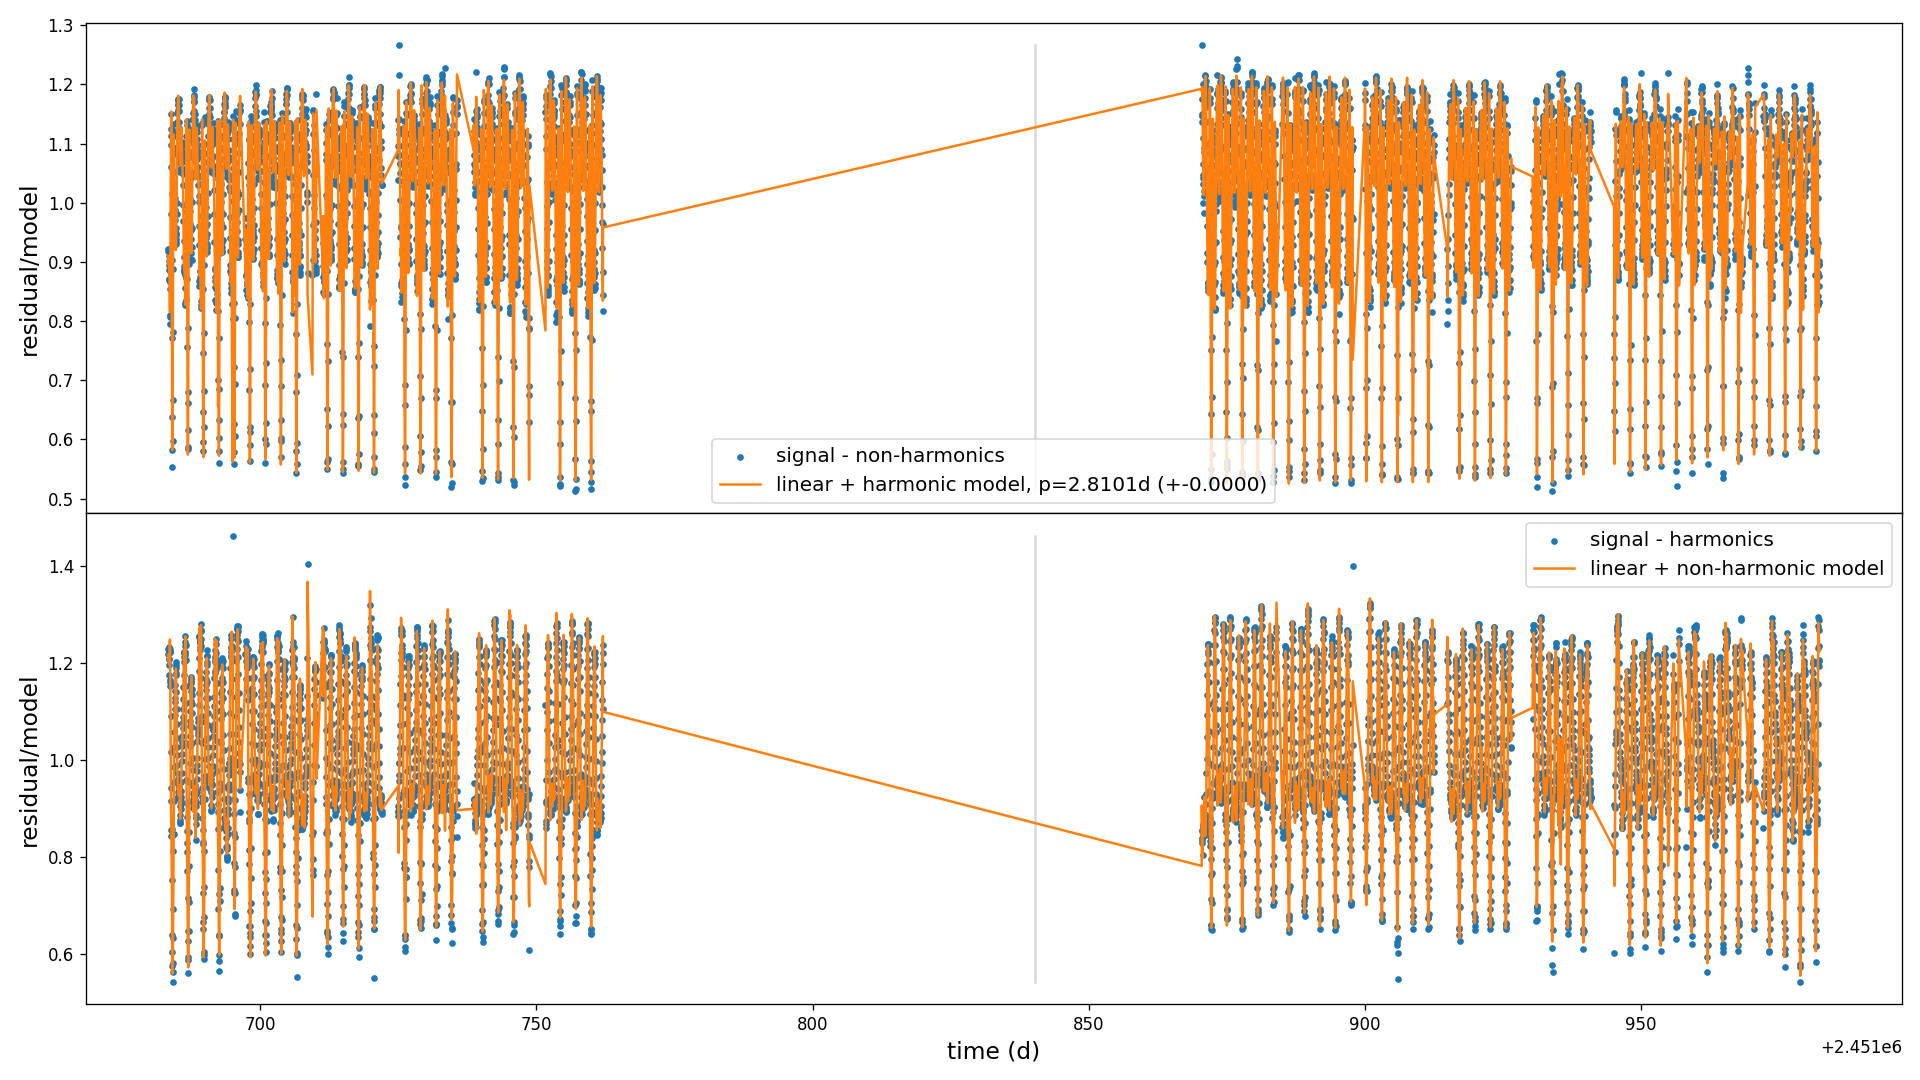 1.3
1.2
1.1
1.0
0.9
0.8
0.7
0.6
0.5
residual/model
signal - non-harmonics
linear + harmonic model, p=2.8101d (+-0.0000)
signal - harmonics
linear + non-harmonic model
1.4
1.2
1.0
0.8
0.6
residual/model
700 750 800 850 900 950
time (d)
+2.451e6